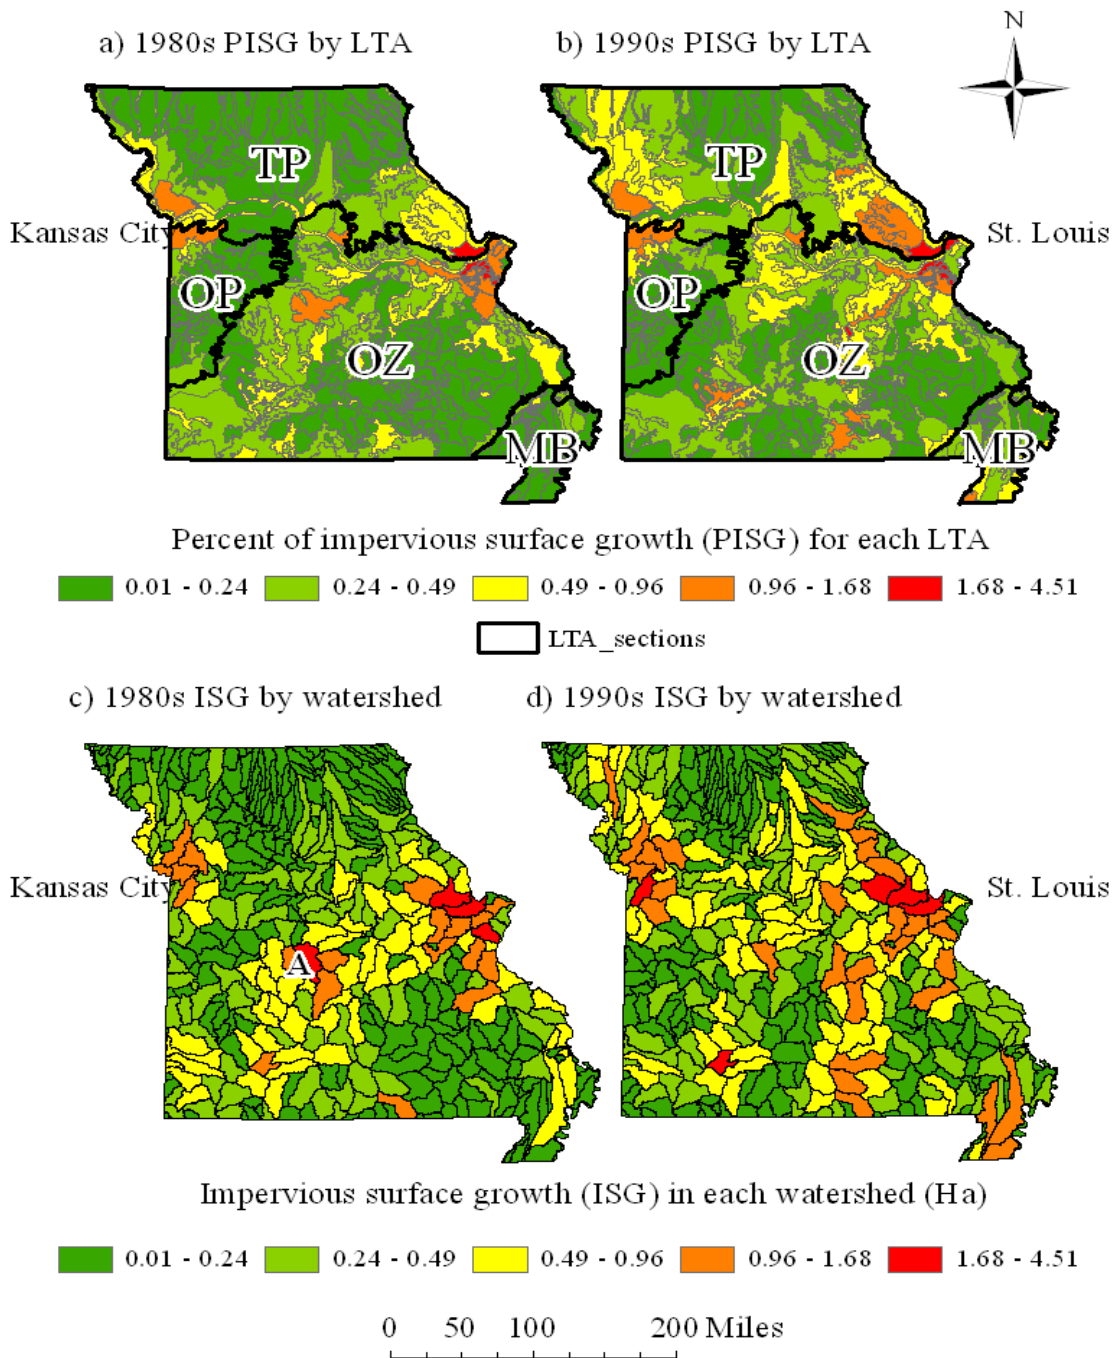 N
a) 1980s PISG by LTA
b) 1990s PISG by LTA
TP
TP
Kansas City
St. Louis
OP
OP
OZ
OZ
MB
MB
Percent of impervious surface growth (PISG) for each LTA
0.01 - 0.24
0.24 - 0.49
0.49 - 0.96
0.96 - 1.68
1.68 - 4.51
LTA_sections
c) 1980s ISG by watershed
d) 1990s ISG by watershed
Kansas City
St. Louis
A
Impervious surface growth (ISG) in each watershed (Ha)
0.01 - 0.24
0.24 - 0.49
0.49 - 0.96
0.96 - 1.68
1.68 - 4.51
0 50 100 200 Miles